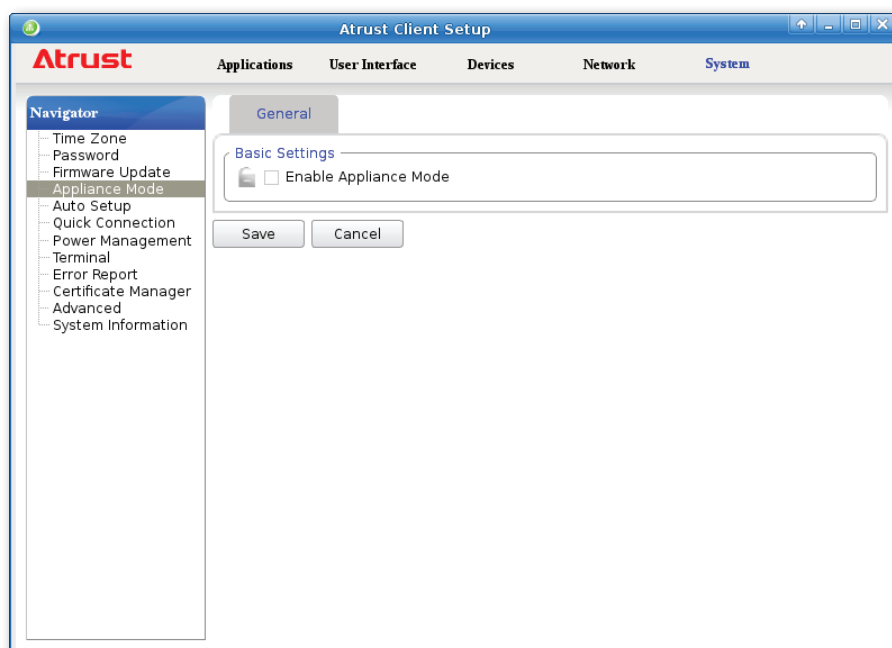 Atrust Client Setup
Atrust
Applications User Interface Devices Network System
Navigator
Time Zone
Password
Firmware Update
Appliance Mode
Auto Setup
Quick Connection
Power Management
Terminal
Error Report
Certificate Manager
Advanced
System Information
General
Basic Settings
Enable Appliance Mode
Save Cancel